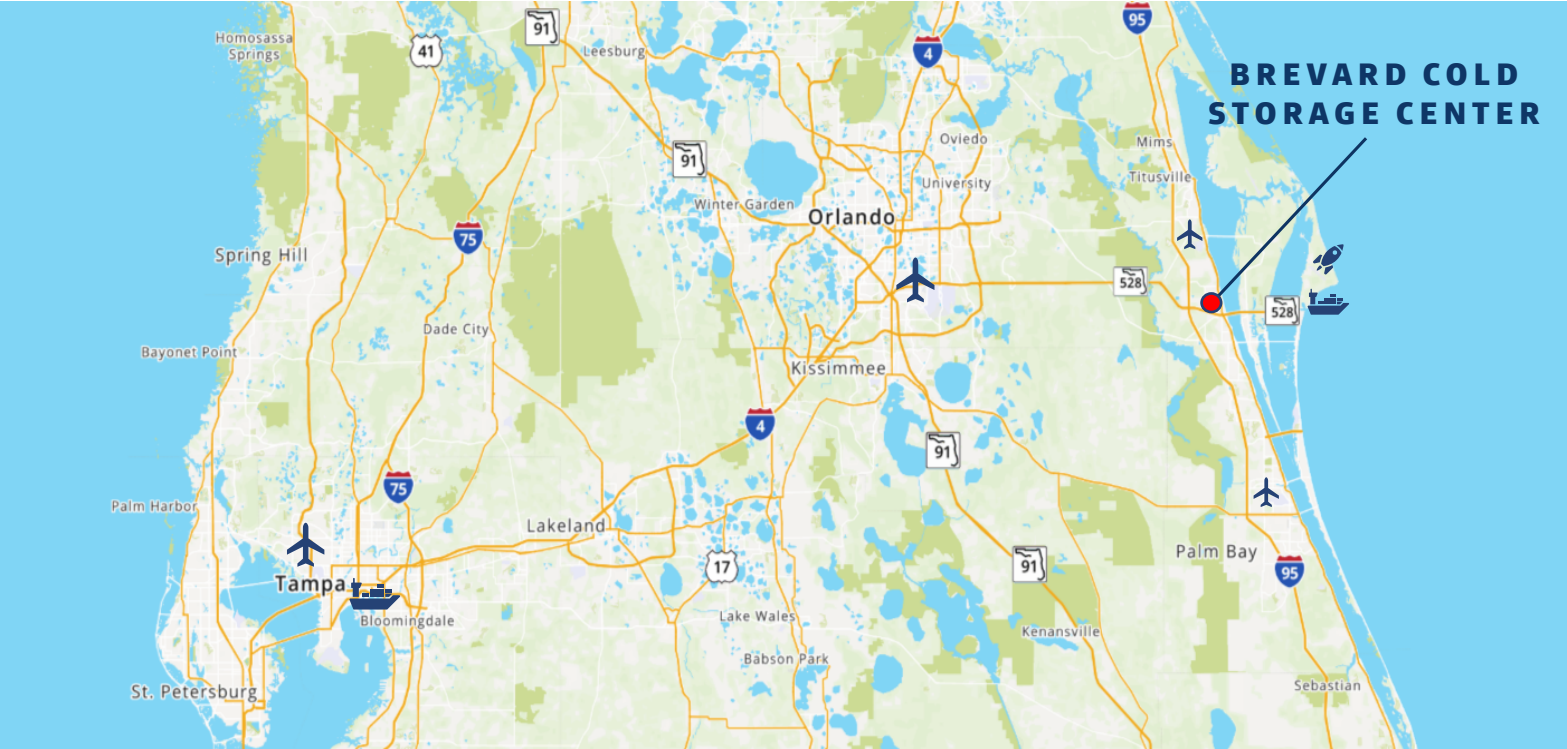 Homosassa
Springs
41
91
Leesburg
4
95
BREVARD COLD
STORAGE CENTER
Oviedo
Mims
91
University
Titusville
Winter Garden
Orlando
75
Spring Hill
528
528
Dade City
Bayonet Point
Kissimmee
4
91
75
Palm Harbor
Lakeland
Palm Bay
17
91
95
Tampa
Lake Wales
Bloomingdale
Kenansville
Babson Park
Sebastian
St. Petersburg